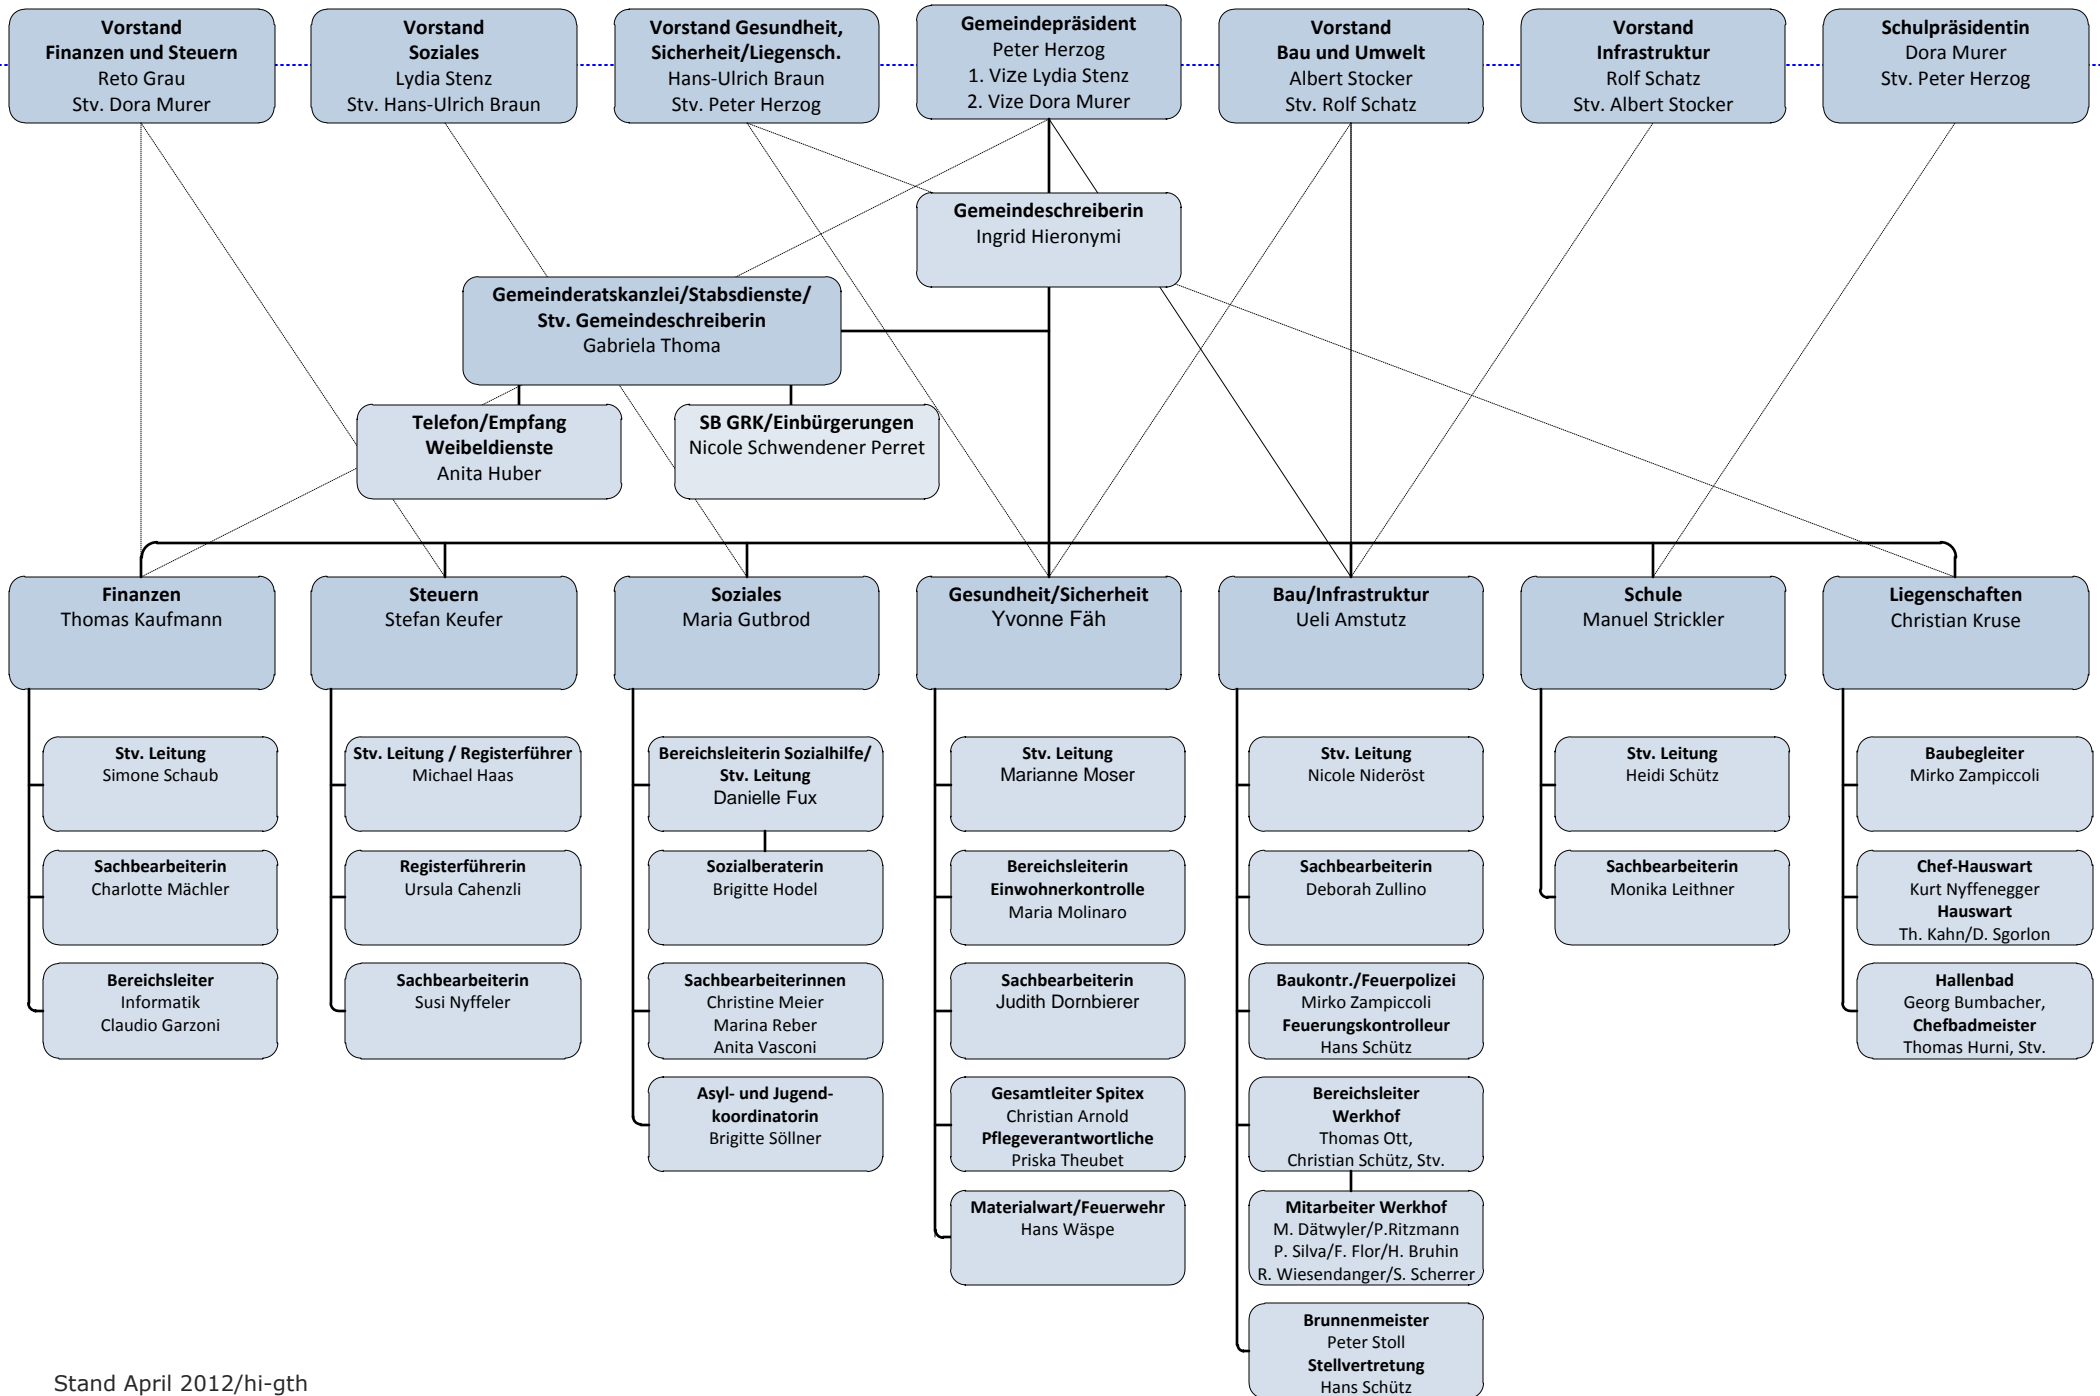 Vorstand
Finanzen und Steuern
Reto Grau
Stv. Dora Murer
Vorstand
Soziales
Lydia Stenz
Stv. Hans-Ulrich Braun
Vorstand Gesundheit,
Sicherheit/Liegensch.
Hans-Ulrich Braun
Stv. Peter Herzog
Gemeindepräsident
Peter Herzog
1. Vize Lydia Stenz
2. Vize Dora Murer
Vorstand
Bau und Umwelt
Albert Stocker
Stv. Rolf Schatz
Vorstand
Infrastruktur
Rolf Schatz
Stv. Albert Stocker
Schulpräsidentin
Dora Murer
Stv. Peter Herzog
Gemeindeschreiberin
Ingrid Hieronymi
Gemeinderatskanzlei/Stabsdienste/
Stv. Gemeindeschreiberin
Gabriela Thoma
Telefon/Empfang
Weibeldienste
Anita Huber
SB GRK/Einbürgerungen
Nicole Schwendener Perret
Finanzen
Thomas Kaufmann
Steuern
Stefan Keufer
Soziales
Maria Gutbrod
Gesundheit/Sicherheit
Yvonne Fäh
Bau/Infrastruktur
Ueli Amstutz
Schule
Manuel Strickler
Liegenschaften
Christian Kruse
Stv. Leitung
Simone Schaub
Sachbearbeiterin
Charlotte Mächler
Bereichsleiter
Informatik
Claudio Garzoni
Stv. Leitung / Registerführer
Michael Haas
Registerführerin
Ursula Cahenzli
Sachbearbeiterin
Susi Nyffeler
Bereichsleiterin Sozialhilfe/
Stv. Leitung
Danielle Fux
Sozialberaterin
Brigitte Hodel
Sachbearbeiterinnen
Christine Meier
Marina Reber
Anita Vasconi
Asyl- und Jugend-
koordinatorin
Brigitte Söllner
Stv. Leitung
Marianne Moser
Bereichsleiterin
Einwohnerkontrolle
Maria Molinaro
Sachbearbeiterin
Judith Dornbierer
Gesamtleiter Spitex
Christian Arnold
Pflegeverantwortliche
Priska Theubet
Materialwart/Feuerwehr
Hans Wäspe
Stv. Leitung
Nicole Nideröst
Sachbearbeiterin
Deborah Zullino
Baukontr./Feuerpolizei
Mirko Zampiccoli
Feuerungskontrolleur
Hans Schütz
Bereichsleiter
Werkhof
Thomas Ott,
Christian Schütz, Stv.
Mitarbeiter Werkhof
M. Dätwyler/P.Ritzmann
P. Silva/F. Flor/H. Bruhin
R. Wiesendanger/S. Scherrer
Brunnenmeister
Peter Stoll
Stellvertretung
Hans Schütz
Stv. Leitung
Heidi Schütz
Sachbearbeiterin
Monika Leithner
Baubegleiter
Mirko Zampiccoli
Chef-Hauswart
Kurt Nyffenegger
Hauswart
Th. Kahn/D. Sgorlon
Hallenbad
Georg Bumbacher,
Chefbadmeister
Thomas Hurni, Stv.
Stand April 2012/hi-gth